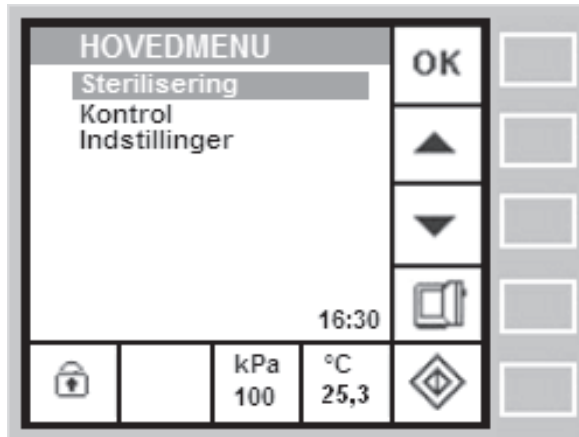 HOVEDMENU
Sterilisering
Kontrol
Indstillinger
OK
16:30
kPa
100
°C
25,3